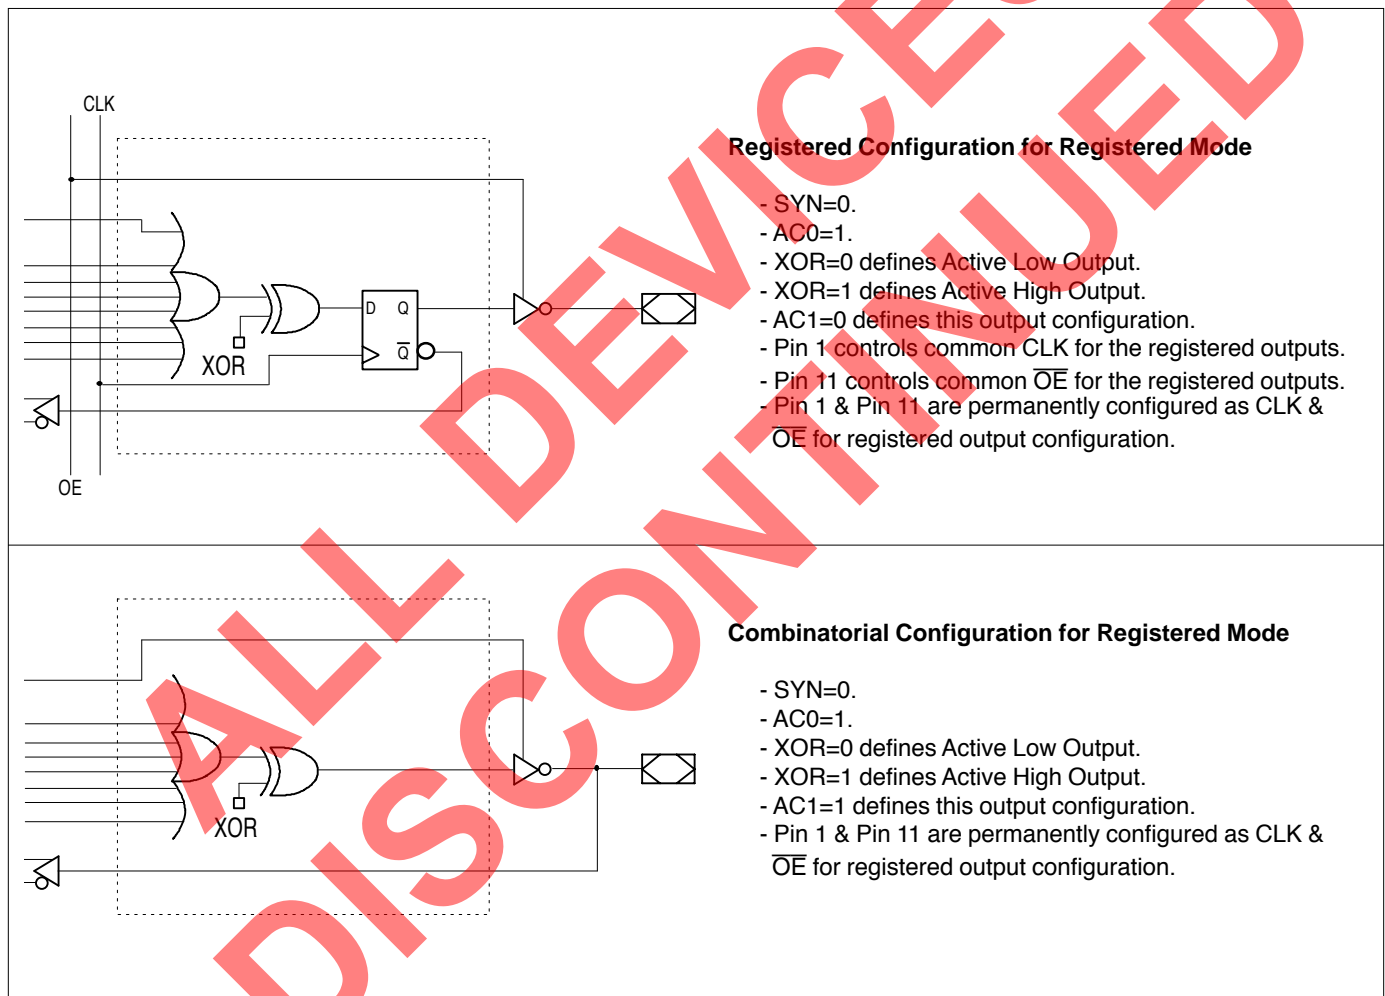 CLK
Registered Configuration for Registered Mode
- SYN=0.
- AC0=1.
- XOR=0 defines Active Low Output.
- XOR=1 defines Active High Output.
- AC1=0 defines this output configuration.
- Pin 1 controls common CLK for the registered outputs.
- Pin 11 controls common O̅E̅ for the registered outputs.
- Pin 1 & Pin 11 are permanently configured as CLK &
O̅E̅ for registered output configuration.
D Q
Q̅
XOR
OE
Combinatorial Configuration for Registered Mode
- SYN=0.
- AC0=1.
- XOR=0 defines Active Low Output.
- XOR=1 defines Active High Output.
- AC1=1 defines this output configuration.
- Pin 1 & Pin 11 are permanently configured as CLK &
O̅E̅ for registered output configuration.
XOR
ALL DEVICES
DISCONTINUED